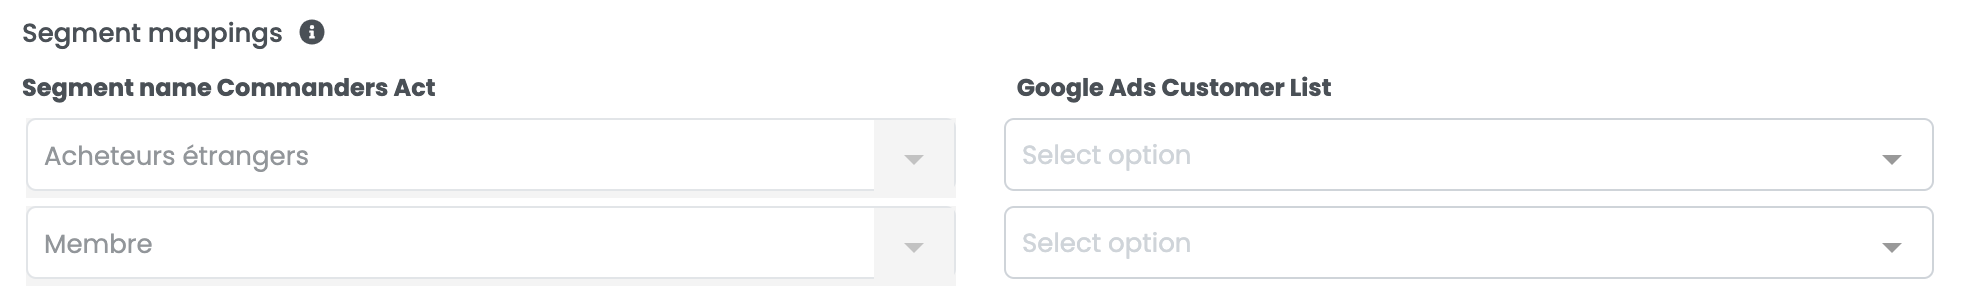 Segment mappings
Segment name Commanders Act Google Ads Customer List
Acheteurs étrangers Select option
Membre Select option